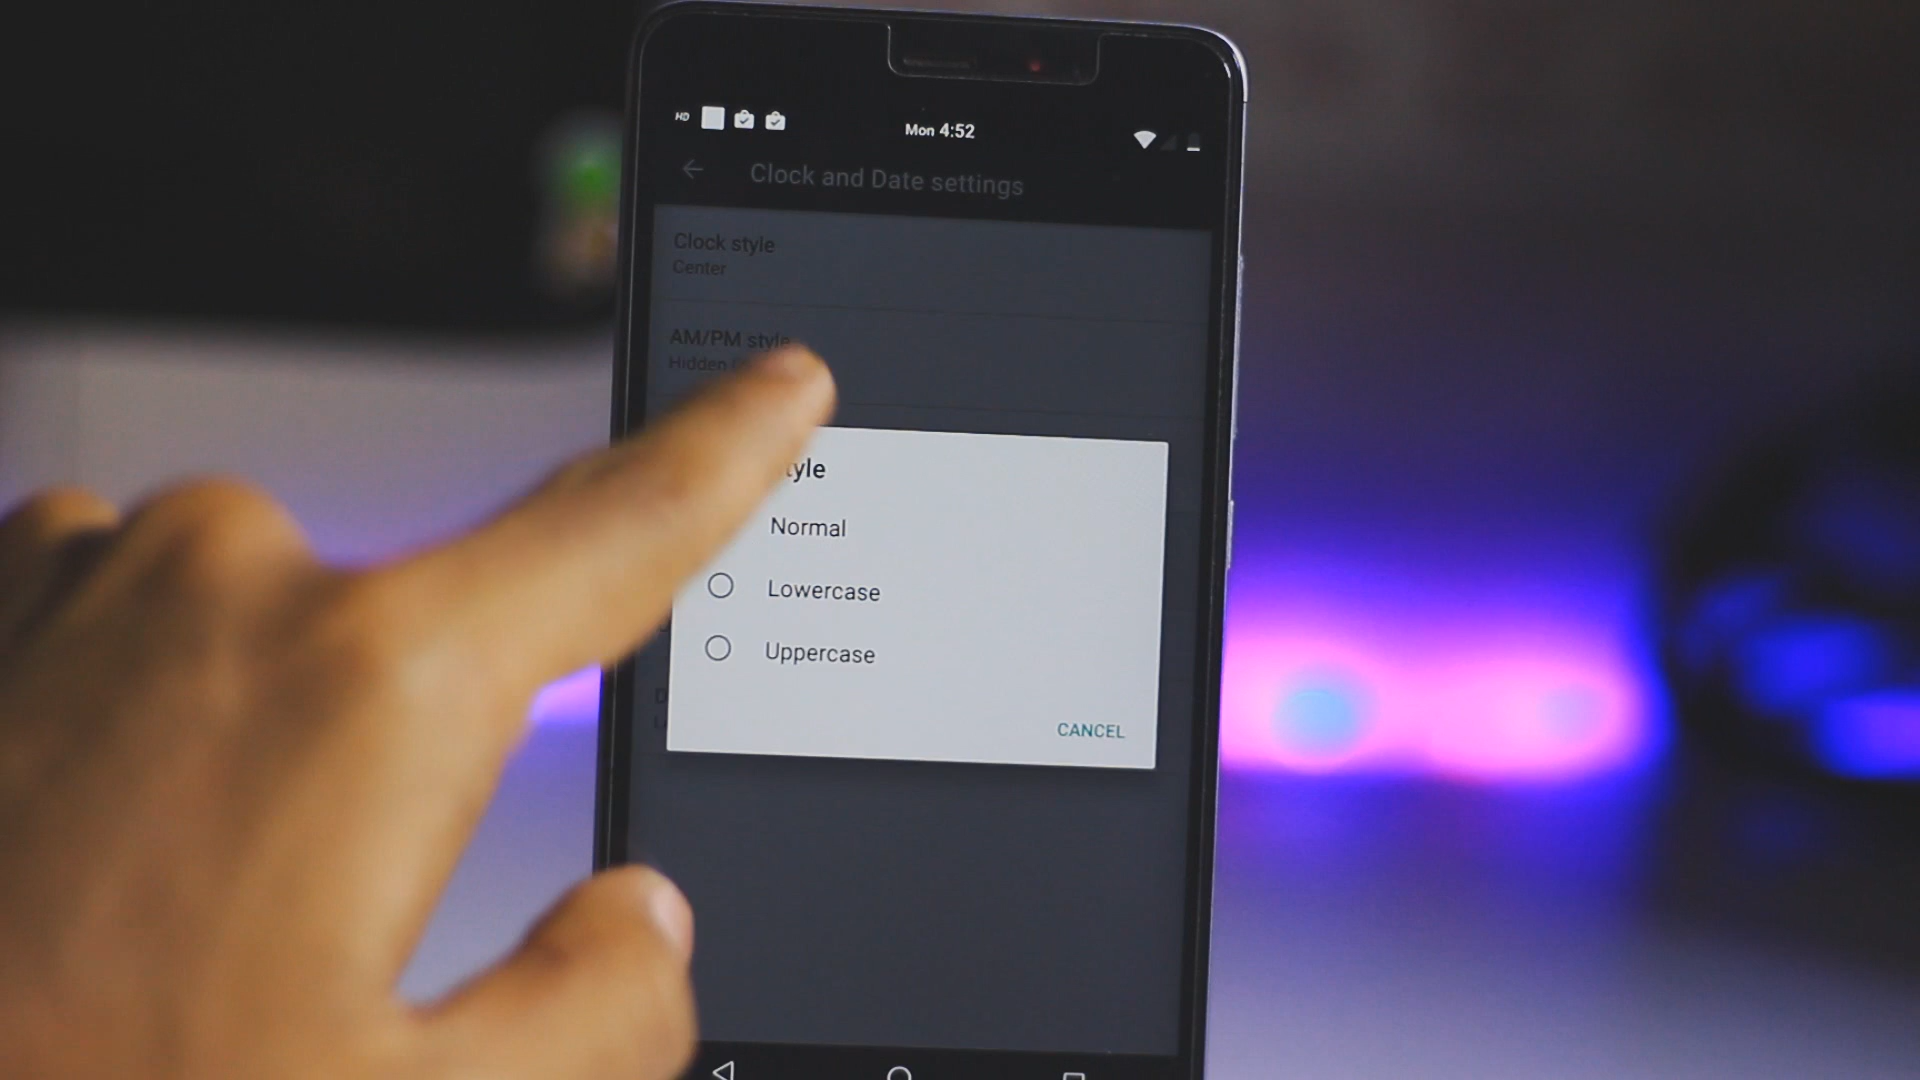 HD
Mon 4:52
Clock and Date settings
Clock style
Center
AM/PM style
Hidden
tyle
Normal
Lowercase
Uppercase
D
CANCEL